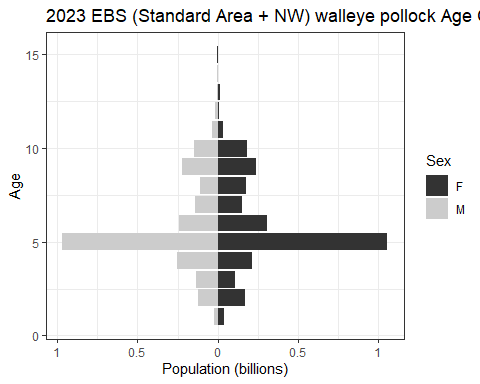 2023 EBS (Standard Area + NW) walleye pollock Age
15
10
5
0
Age
1
0.5
0
0.5
1
Population (billions)
Sex
F
M